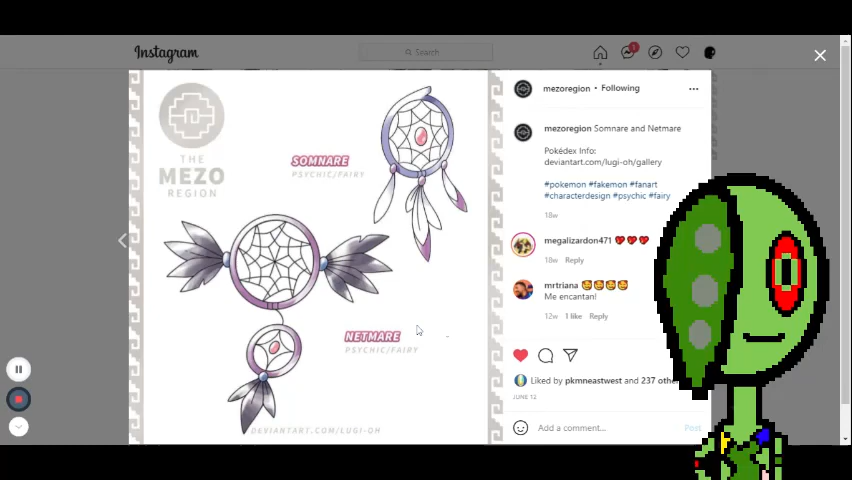 Instagram
Search
1
THE
MEZO
REGION
SOMNARE
PSYCHIC/FAIRY
NETMARE
PSYCHIC/FAIRY
DEVIANTART.COM/LUGI-OH
mezoregion • Following
mezoregion Somnare and Netmare
Pokédex Info:
deviantart.com/lugi-oh/gallery
#pokemon #fakemon #fanart
#characterdesign #psychic #fairy
18w
megalizardon471 ❤️❤️❤️
18w Reply
mrtriana 🥰🥰🥰🥰
Me encantan!
12w 1 like Reply
Liked by pkmneastwest and 237 othe
JUNE 12
Add a comment...
Post